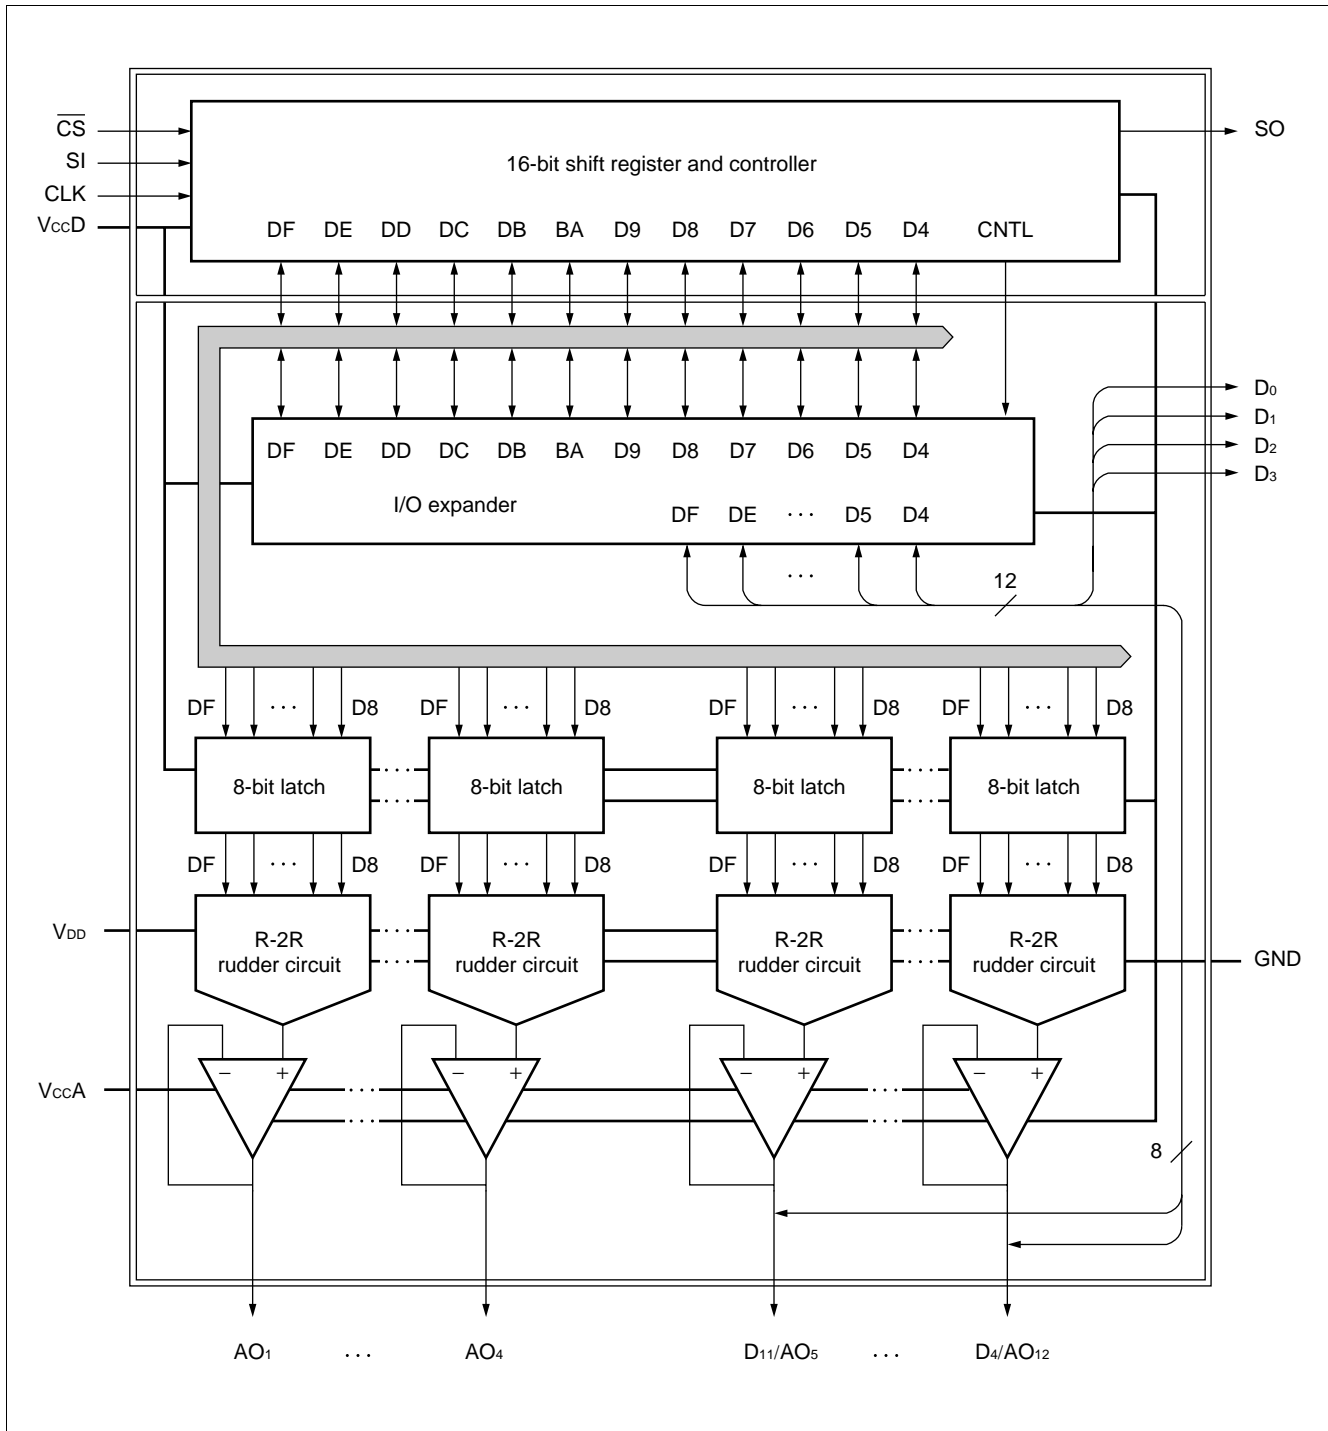 CS
SI
CLK
VCCD
16-bit shift register and controller
DF DE DD DC DB BA D9 D8 D7 D6 D5 D4 CNTL
SO
D0
D1
D2
D3
DF DE DD DC DB BA D9 D8 D7 D6 D5 D4
I/O expander
DF DE ··· D5 D4
···
12
DF ··· D8 DF ··· D8 DF ··· D8 DF ··· D8
8-bit latch ··· 8-bit latch 8-bit latch ··· 8-bit latch
DF ··· D8 DF ··· D8 DF ··· D8 DF ··· D8
VDD
R-2R
rudder circuit
R-2R
rudder circuit
R-2R
rudder circuit
R-2R
rudder circuit
GND
VCCA
− + ··· − + − + ··· − +
8
AO1 ··· AO4 D11/AO5 ··· D4/AO12